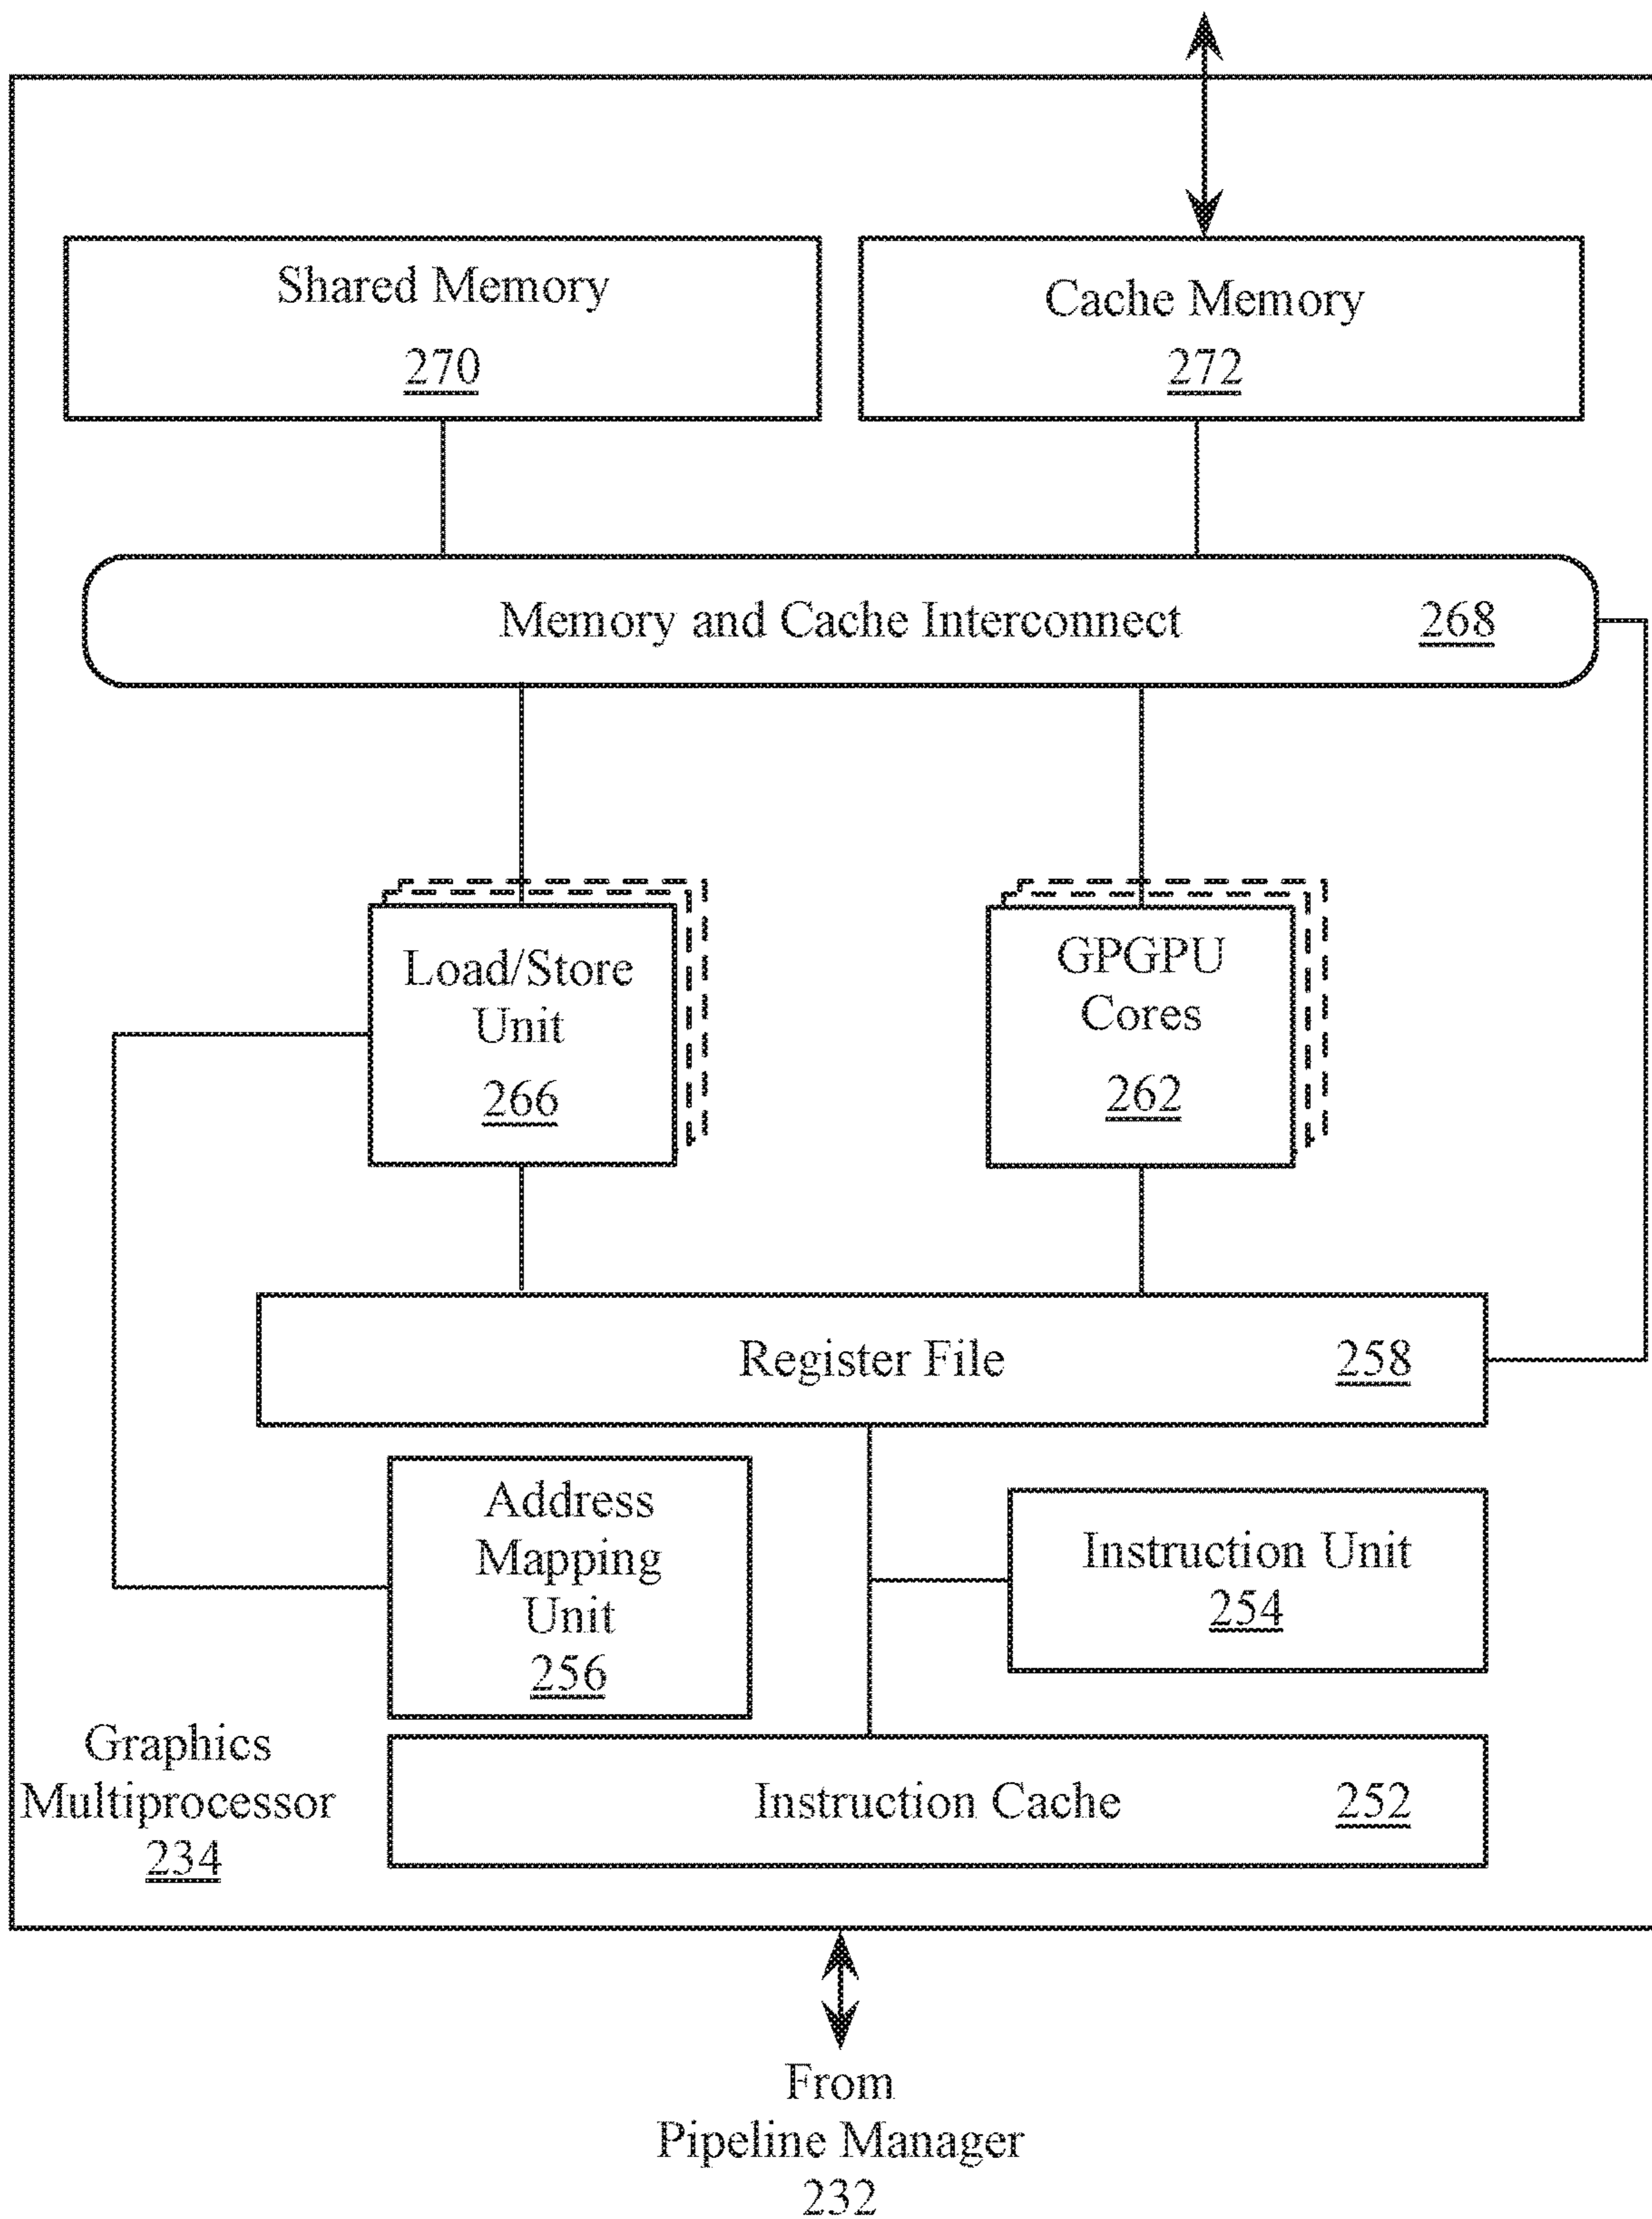 Shared Memory
270
Cache Memory
272
Memory and Cache Interconnect 268
Load/Store
Unit
266
GPGPU
Cores
262
Register File 258
Address
Mapping
Unit
256
Instruction Unit
254
Graphics
Multiprocessor
234
Instruction Cache 252
From
Pipeline Manager
232